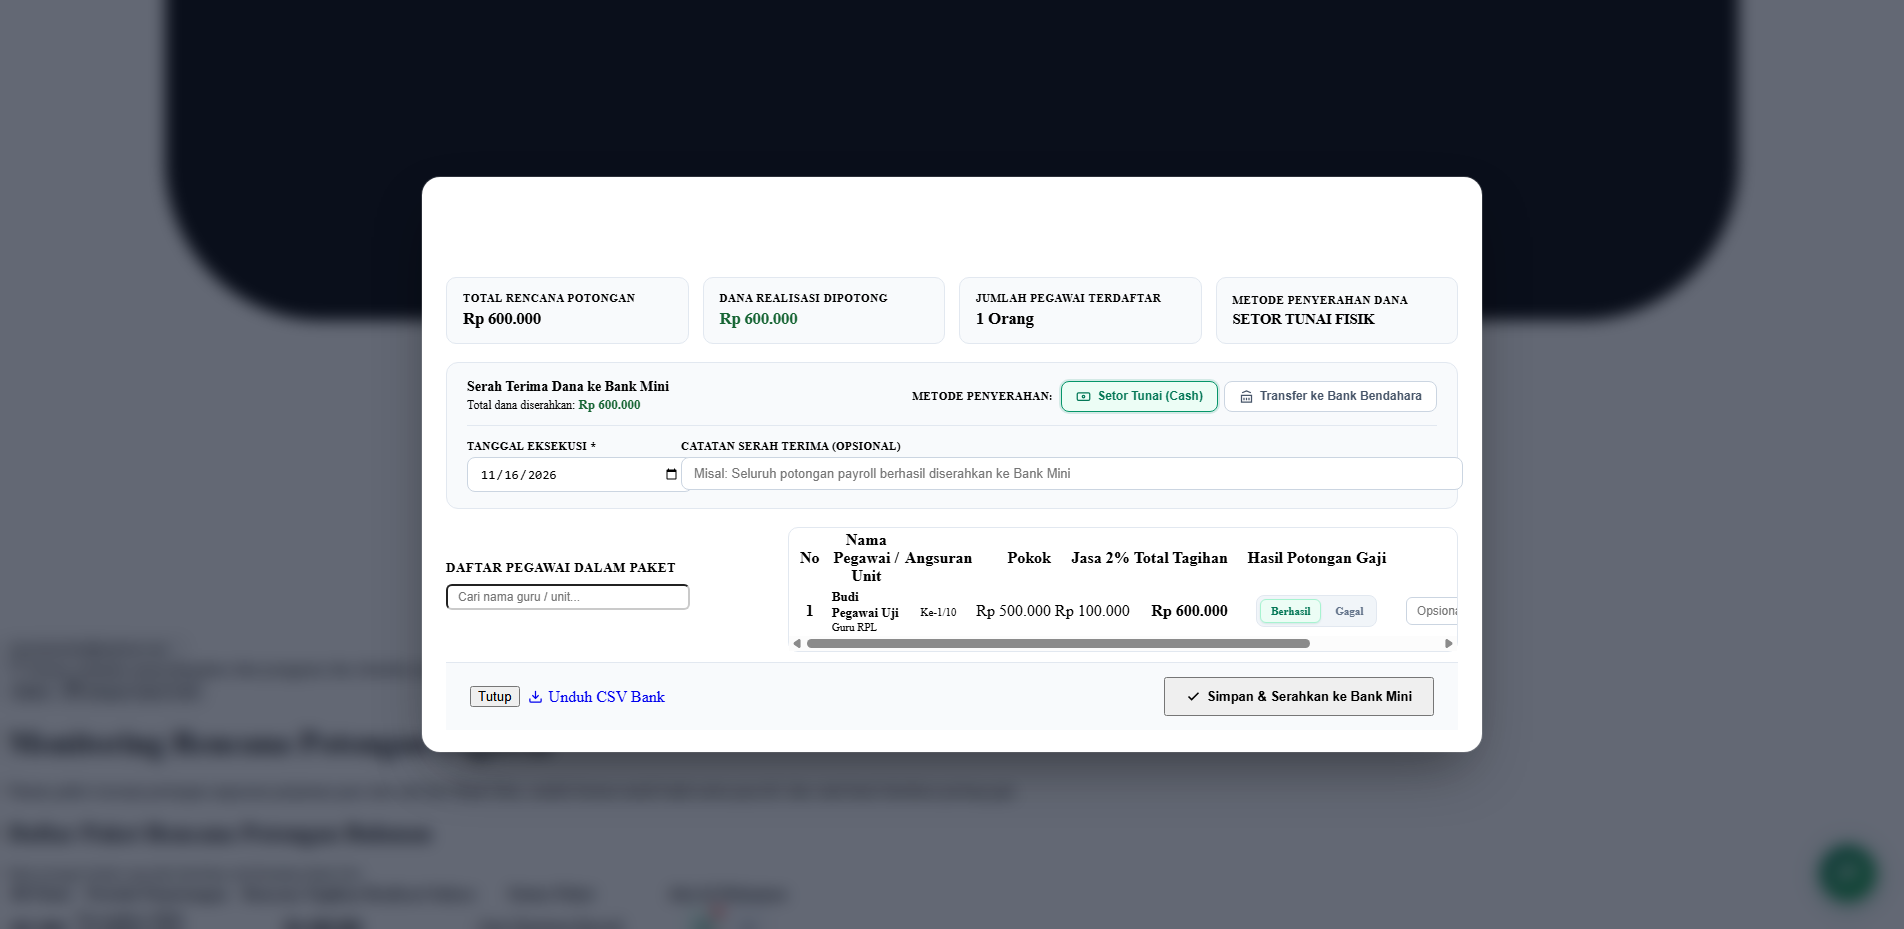 TOTAL RENCANA POTONGAN
Rp 600.000
DANA REALISASI DIPOTONG
Rp 600.000
JUMLAH PEGAWAI TERDAFTAR
1 Orang
METODE PENYERAHAN DANA
SETOR TUNAI FISIK
Serah Terima Dana ke Bank Mini
Total dana diserahkan: Rp 600.000
METODE PENYERAHAN:
Setor Tunai (Cash)
Transfer ke Bank Bendahara
TANGGAL EKSEKUSI *
11/16/2026
CATATAN SERAH TERIMA (OPSIONAL)
Misal: Seluruh potongan payroll berhasil diserahkan ke Bank Mini
DAFTAR PEGAWAI DALAM PAKET
Cari nama guru / unit...
No Nama Pegawai / Unit Angsuran Pokok Jasa 2% Total Tagihan Hasil Potongan Gaji
1 Budi Pegawai Uji Guru RPL Ke-1/10 Rp 500.000 Rp 100.000 Rp 600.000 Berhasil Gagal Opsiona
Tutup
Unduh CSV Bank
Simpan & Serahkan ke Bank Mini
Monitoring Rencana Potongan